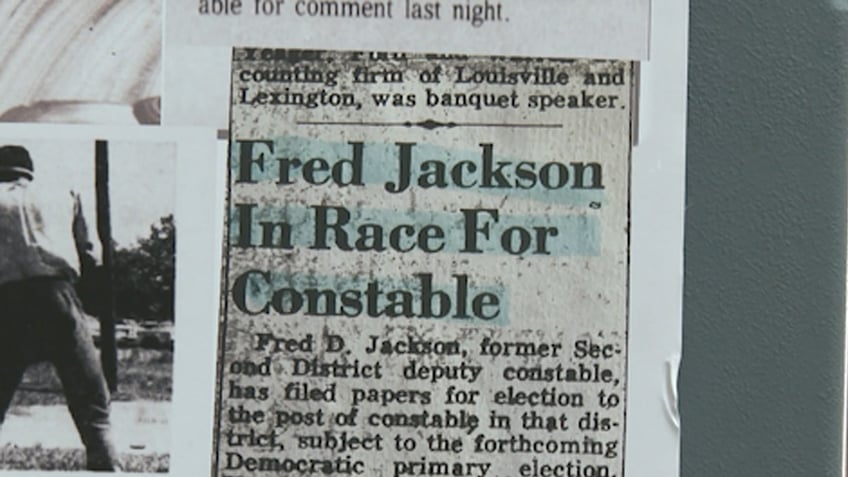 able for comment last night.
counting firm of Louisville and
Lexington, was banquet speaker.
Fred Jackson
In Race For
Constable
Fred D. Jackson, former Sec-
ond District deputy constable,
has filed papers for election to
the post of constable in that dis-
trict, subject to the forthcoming
Democratic primary election.